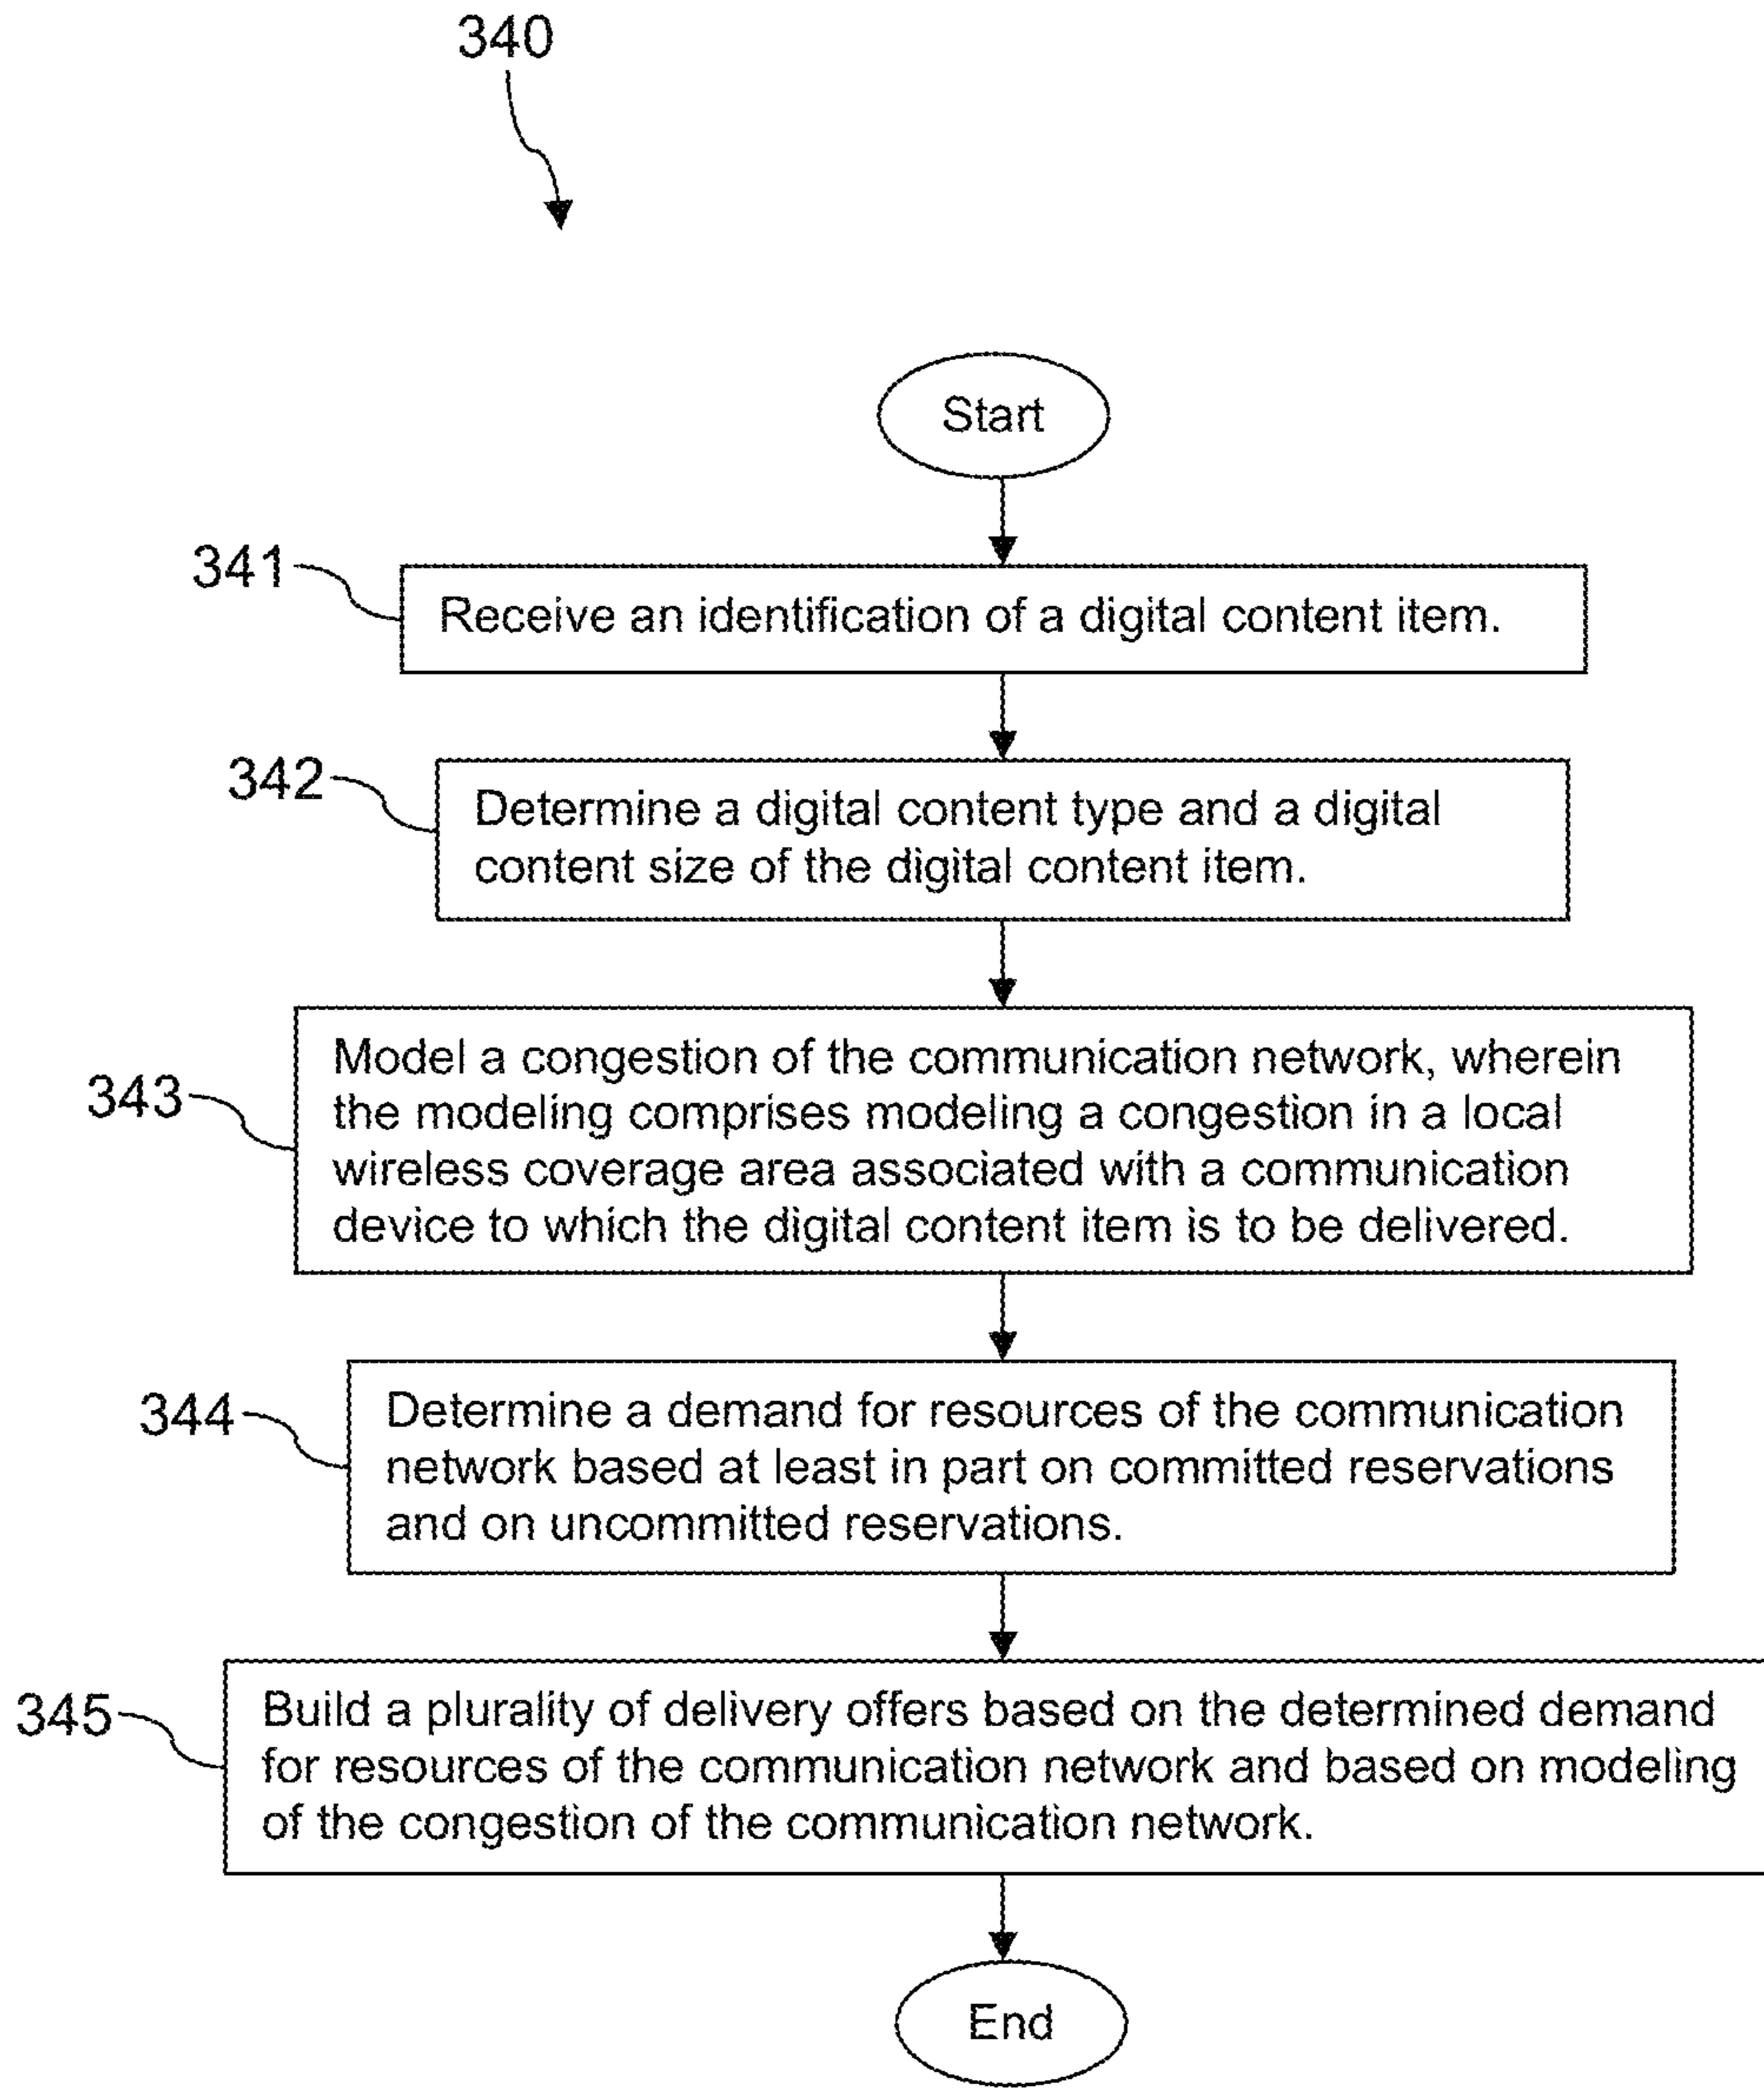 340
Start
341
Receive an identification of a digital content item.
342
Determine a digital content type and a digital
content size of the digital content item.
343
Model a congestion of the communication network, wherein
the modeling comprises modeling a congestion in a local
wireless coverage area associated with a communication
device to which the digital content item is to be delivered.
344
Determine a demand for resources of the communication
network based at least in part on committed reservations
and on uncommitted reservations.
345
Build a plurality of delivery offers based on the determined demand
for resources of the communication network and based on modeling
of the congestion of the communication network.
End